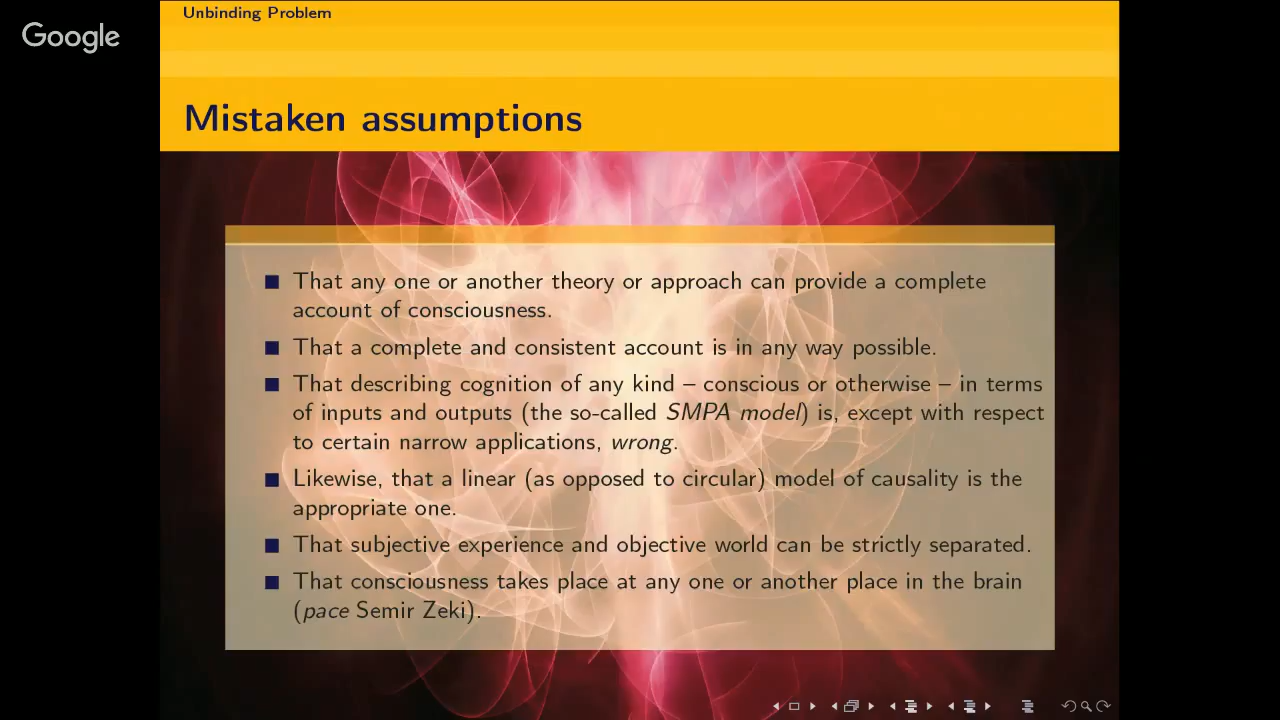 Unbinding Problem
Google
Mistaken assumptions
That any one or another theory or approach can provide a complete
account of consciousness.
That a complete and consistent account is in any way possible.
That describing cognition of any kind – conscious or otherwise – in terms
of inputs and outputs (the so-called SMPA model) is, except with respect
to certain narrow applications, wrong.
Likewise, that a linear (as opposed to circular) model of causality is the
appropriate one.
That subjective experience and objective world can be strictly separated.
That consciousness takes place at any one or another place in the brain
(pace Semir Zeki).